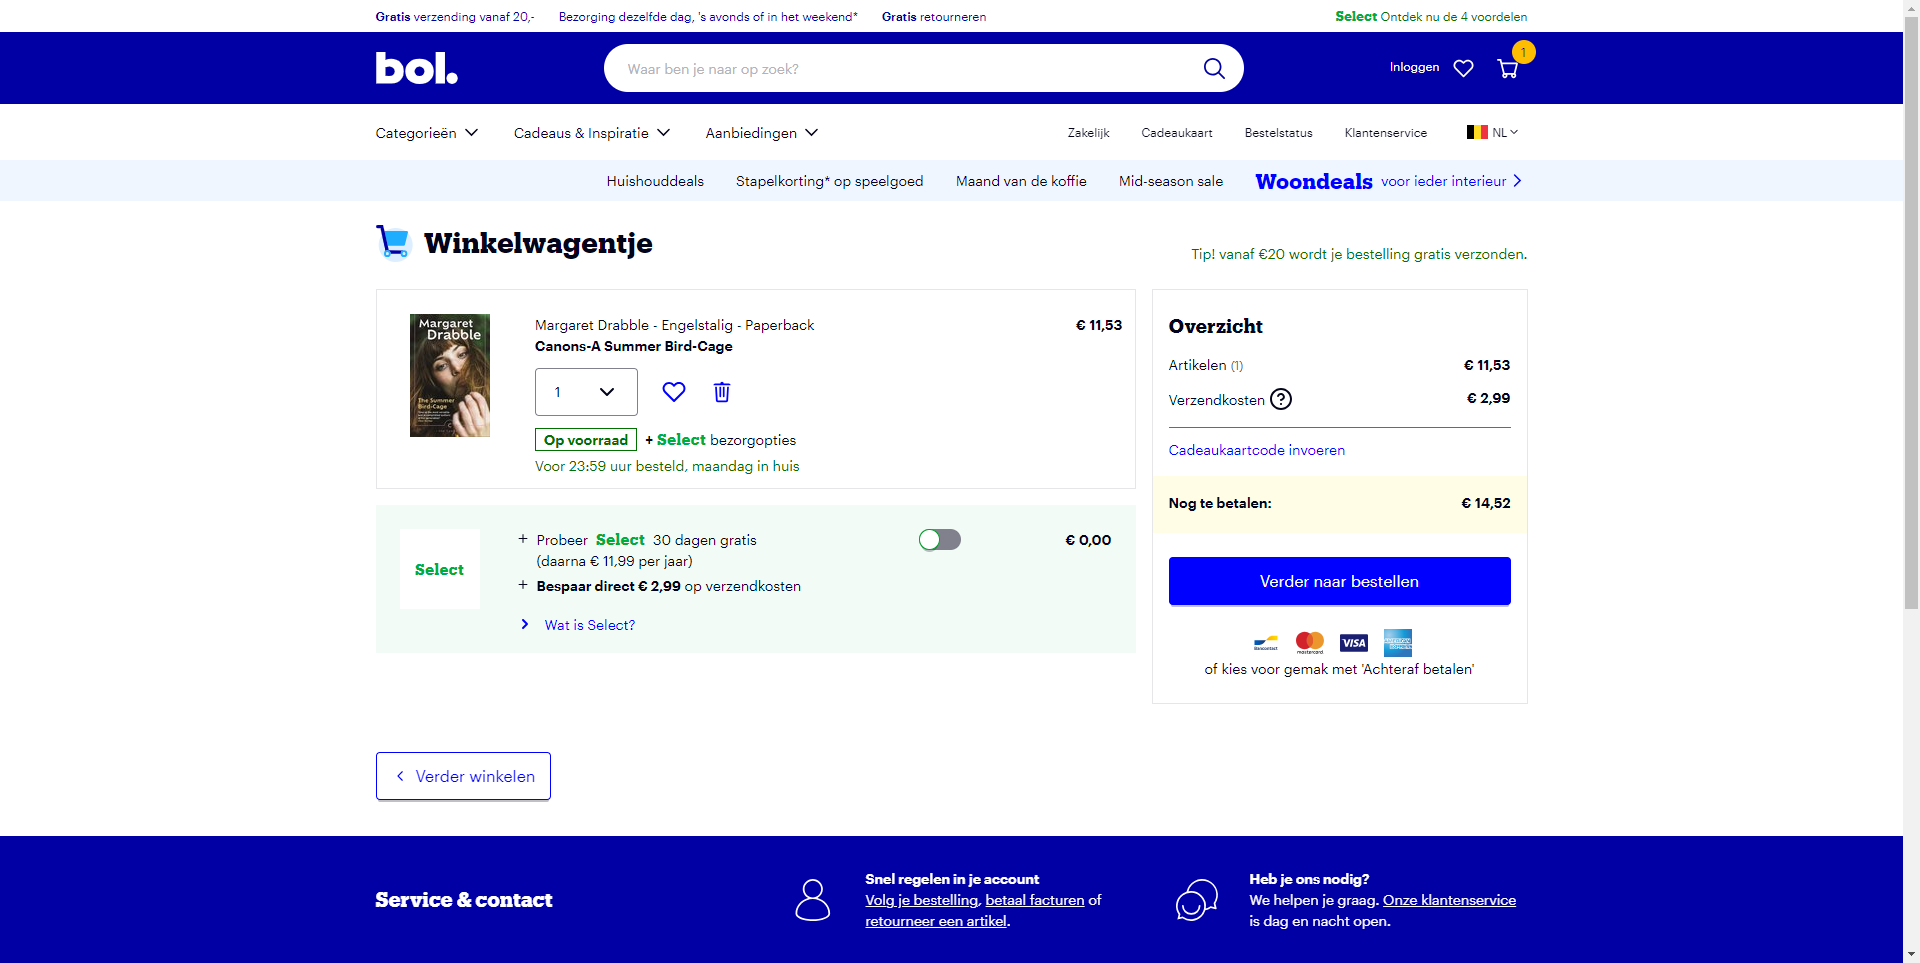 Gratis verzending vanaf 20,- Bezorging dezelfde dag, 's avonds of in het weekend* Gratis retourneren Select Ontdek nu de 4 voordelen
bol.
Waar ben je naar op zoek?
Inloggen
1
Categorieën Cadeaus & Inspiratie Aanbiedingen Zakelijk Cadeaukaart Bestelstatus Klantenservice NL
Huishouddeals Stapelkorting* op speelgoed Maand van de koffie Mid-season sale Woondeals voor ieder interieur
Winkelwagentje
Tip! vanaf €20 wordt je bestelling gratis verzonden.
Margaret
Drabble
The Summer
Bird-Cage
Margaret Drabble - Engelstalig - Paperback € 11,53
Canons-A Summer Bird-Cage
1
Op voorraad + Select bezorgopties
Voor 23:59 uur besteld, maandag in huis
Select
+ Probeer Select 30 dagen gratis € 0,00
(daarna € 11,99 per jaar)
+ Bespaar direct € 2,99 op verzendkosten
Wat is Select?
Overzicht
Artikelen (1) € 11,53
Verzendkosten ? € 2,99
Cadeaukaartcode invoeren
Nog te betalen: € 14,52
Verder naar bestellen
Bancontact mastercard VISA
of kies voor gemak met 'Achteraf betalen'
Verder winkelen
Service & contact
Snel regelen in je account
Volg je bestelling, betaal facturen of
retourneer een artikel.
Heb je ons nodig?
We helpen je graag. Onze klantenservice
is dag en nacht open.